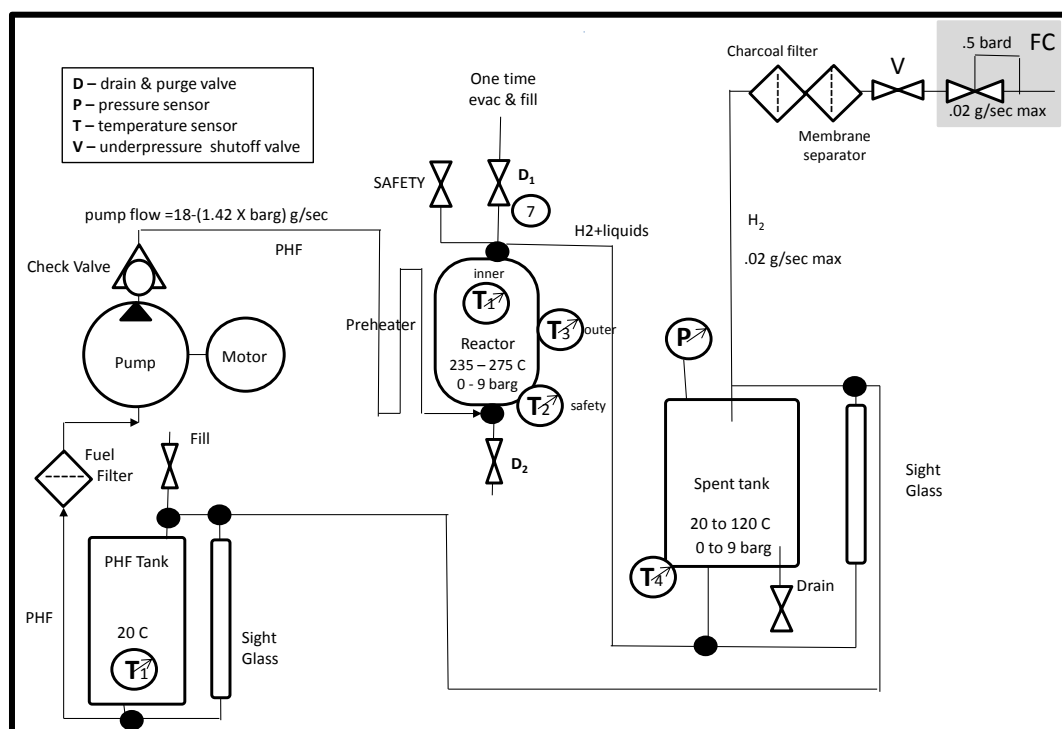 Charcoal filter
V
.5 bard
FC
.02 g/sec max
Membrane
separator
D – drain & purge valve
P – pressure sensor
T – temperature sensor
V – underpressure shutoff valve
One time
evac & fill
SAFETY
D1
7
pump flow =18-(1.42 X barg) g/sec
PHF
H2+liquids
H2
.02 g/sec max
Check Valve
inner
T1
Preheater
T3
outer
Reactor
235 – 275 C
0 - 9 barg
P
Pump
Motor
T2
safety
Fill
Fuel
Filter
D2
Sight
Glass
Spent tank
20 to 120 C
0 to 9 barg
PHF Tank
T4
Drain
PHF
20 C
T1
Sight
Glass